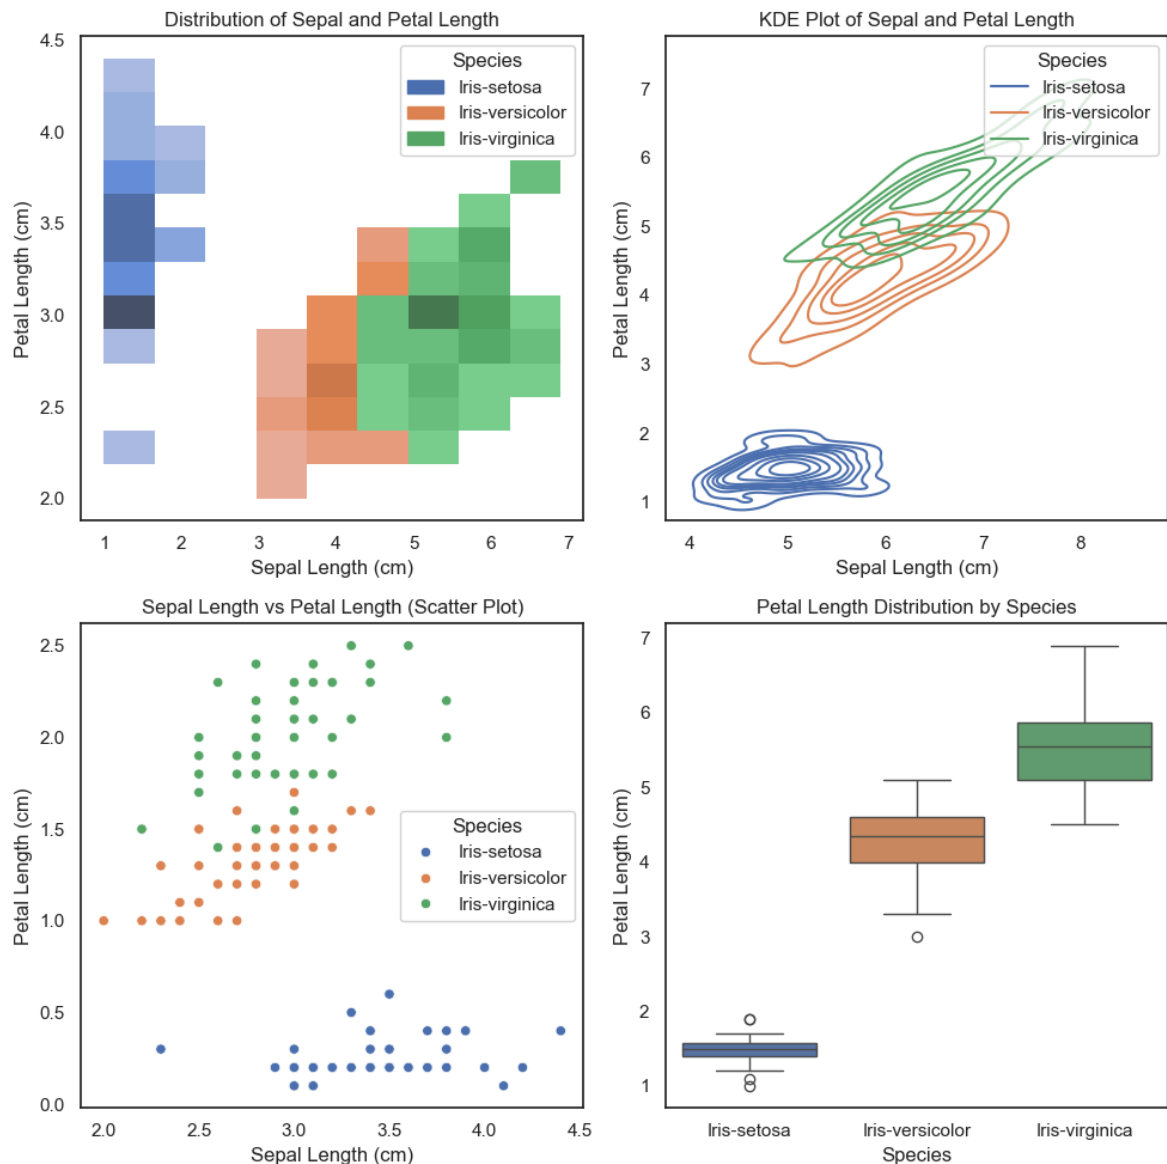 Distribution of Sepal and Petal Length
4.5
4.0
3.5
3.0
2.5
2.0
Petal Length (cm)
Species
Iris-setosa
Iris-versicolor
Iris-virginica
1 2 3 4 5 6 7
Sepal Length (cm)
KDE Plot of Sepal and Petal Length
7
6
5
4
3
2
1
Petal Length (cm)
Species
Iris-setosa
Iris-versicolor
Iris-virginica
4 5 6 7 8
Sepal Length (cm)
Sepal Length vs Petal Length (Scatter Plot)
2.5
2.0
1.5
1.0
0.5
0.0
Petal Length (cm)
Species
Iris-setosa
Iris-versicolor
Iris-virginica
2.0 2.5 3.0 3.5 4.0 4.5
Sepal Length (cm)
Petal Length Distribution by Species
7
6
5
4
3
2
1
Petal Length (cm)
Iris-setosa Iris-versicolor Iris-virginica
Species